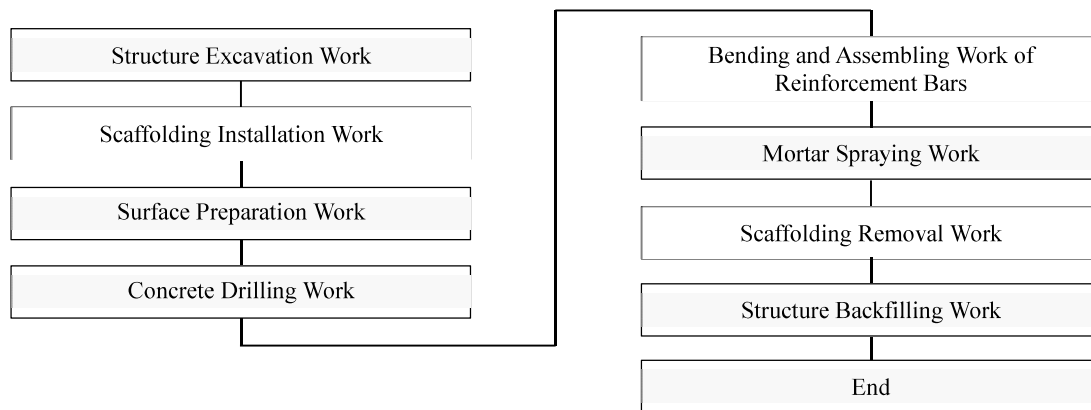 Structure Excavation Work
Scaffolding Installation Work
Surface Preparation Work
Concrete Drilling Work
Bending and Assembling Work of
Reinforcement Bars
Mortar Spraying Work
Scaffolding Removal Work
Structure Backfilling Work
End